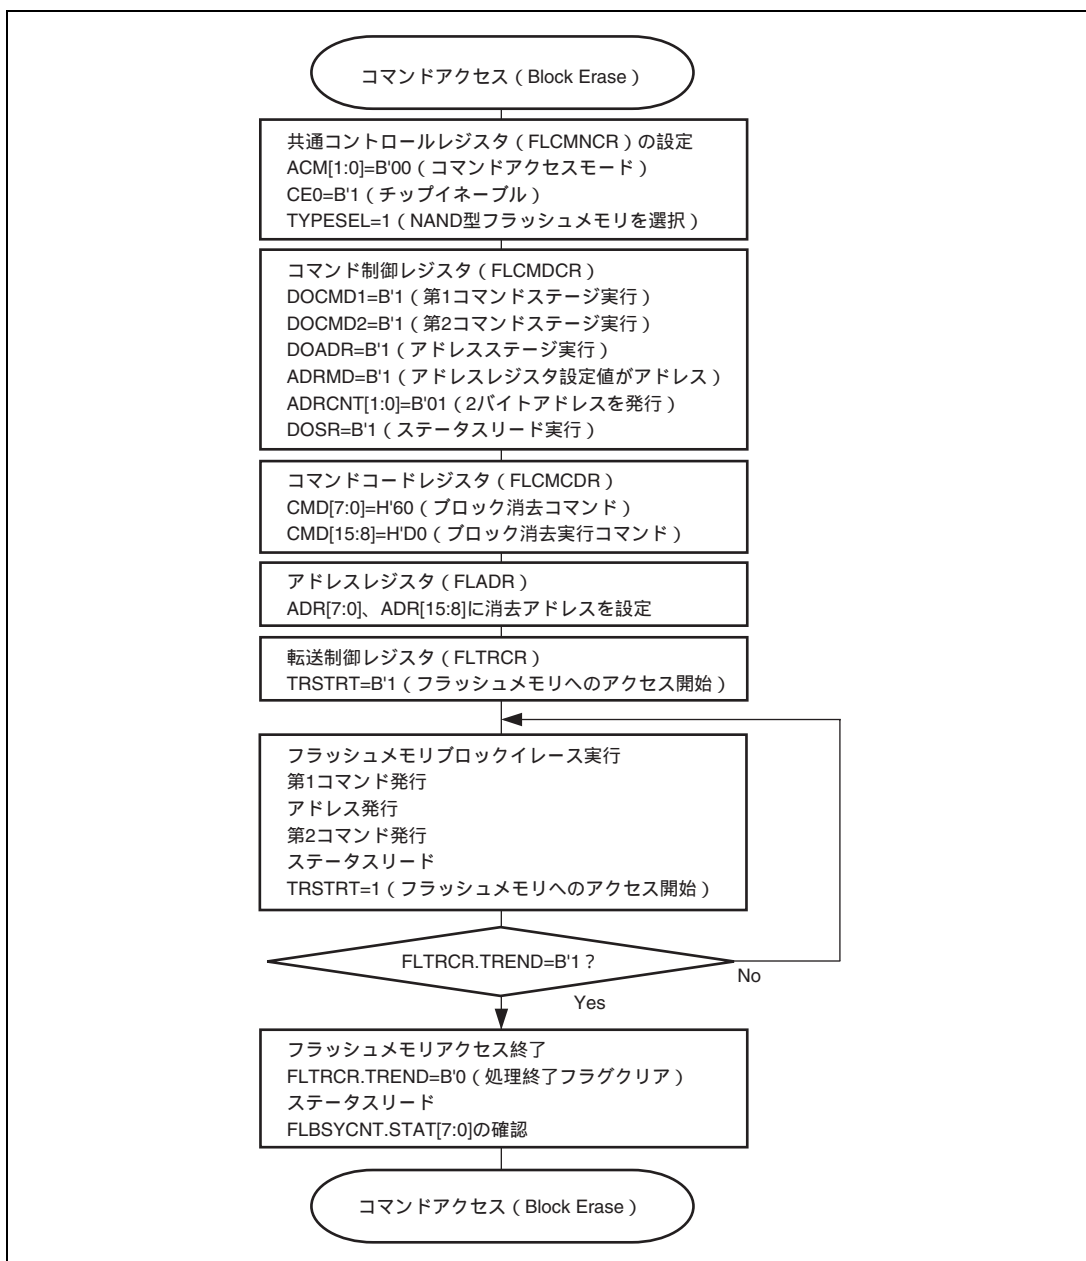 コマンドアクセス（Block Erase）
共通コントロールレジスタ（FLCMNCR）の設定
ACM[1:0]=B'00（コマンドアクセスモード）
CE0=B'1（チップイネーブル）
TYPESEL=1（NAND型フラッシュメモリを選択）
コマンド制御レジスタ（FLCMDCR）
DOCMD1=B'1（第1コマンドステージ実行）
DOCMD2=B'1（第2コマンドステージ実行）
DOADR=B'1（アドレスステージ実行）
ADRMD=B'1（アドレスレジスタ設定値がアドレス）
ADRCNT[1:0]=B'01（2バイトアドレスを発行）
DOSR=B'1（ステータスリード実行）
コマンドコードレジスタ（FLCMCDR）
CMD[7:0]=H'60（ブロック消去コマンド）
CMD[15:8]=H'D0（ブロック消去実行コマンド）
アドレスレジスタ（FLADR）
ADR[7:0]、ADR[15:8]に消去アドレスを設定
転送制御レジスタ（FLTRCR）
TRSTRT=B'1（フラッシュメモリへのアクセス開始）
フラッシュメモリブロックイレース実行
第1コマンド発行
アドレス発行
第2コマンド発行
ステータスリード
TRSTRT=1（フラッシュメモリへのアクセス開始）
FLTRCR.TREND=B'1？
No
Yes
フラッシュメモリアクセス終了
FLTRCR.TREND=B'0（処理終了フラグクリア）
ステータスリード
FLBSYCNT.STAT[7:0]の確認
コマンドアクセス（Block Erase）